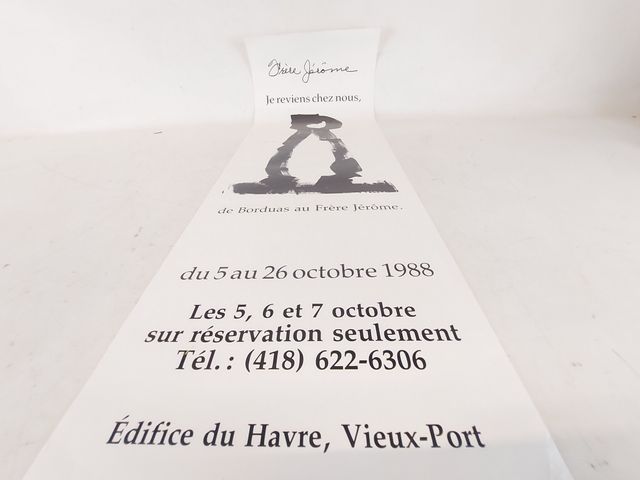 Frère Jérôme
Je reviens chez nous,
de Borduas au Frère Jérôme.
du 5 au 26 octobre 1988
Les 5, 6 et 7 octobre
sur réservation seulement
Tél. : (418) 622-6306
Édifice du Havre, Vieux-Port